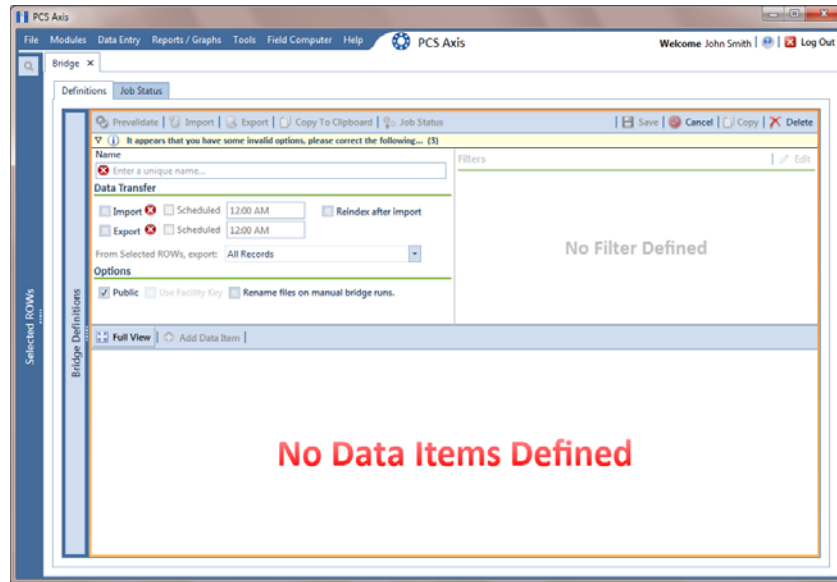 PCS Axis
File Modules Data Entry Reports / Graphs Tools Field Computer Help PCS Axis Welcome John Smith Log Out
Bridge ×
Definitions Job Status
Prevalidate Import Export Copy To Clipboard Job Status Save Cancel Copy Delete
It appears that you have some invalid options, please correct the following... (3)
Name
Enter a unique name...
Filters Edit
Data Transfer
Import Scheduled 12:00 AM Reindex after import
Export Scheduled 12:00 AM
From Selected ROWs, export: All Records
No Filter Defined
Options
Public Use Facility Key Rename files on manual bridge runs.
Selected ROWs
Bridge Definitions
Full View Add Data Item
No Data Items Defined